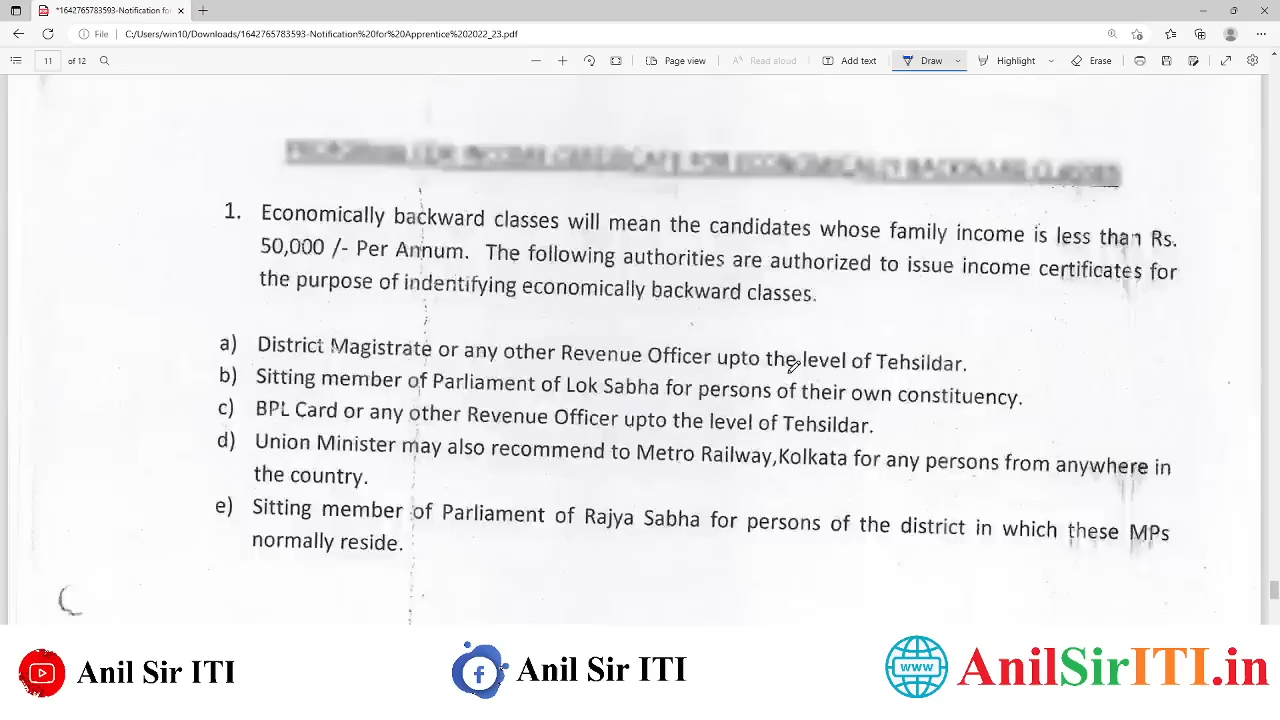 *1642765783593-Notification for
File
C:/Users/win10/Downloads/1642765783593-Notification%20for%20Apprentice%202022_23.pdf
11 of 12
Page view
Read aloud
Add text
Draw
Highlight
Erase
1. Economically backward classes will mean the candidates whose family income is less than Rs.
50,000 /- Per Annum. The following authorities are authorized to issue income certificates for
the purpose of indentifying economically backward classes.
a) District Magistrate or any other Revenue Officer upto the level of Tehsildar.
b) Sitting member of Parliament of Lok Sabha for persons of their own constituency.
c) BPL Card or any other Revenue Officer upto the level of Tehsildar.
d) Union Minister may also recommend to Metro Railway,Kolkata for any persons from anywhere in
the country.
e) Sitting member of Parliament of Rajya Sabha for persons of the district in which these MPs
normally reside.
Anil Sir ITI
Anil Sir ITI
www
AnilSirITI.in